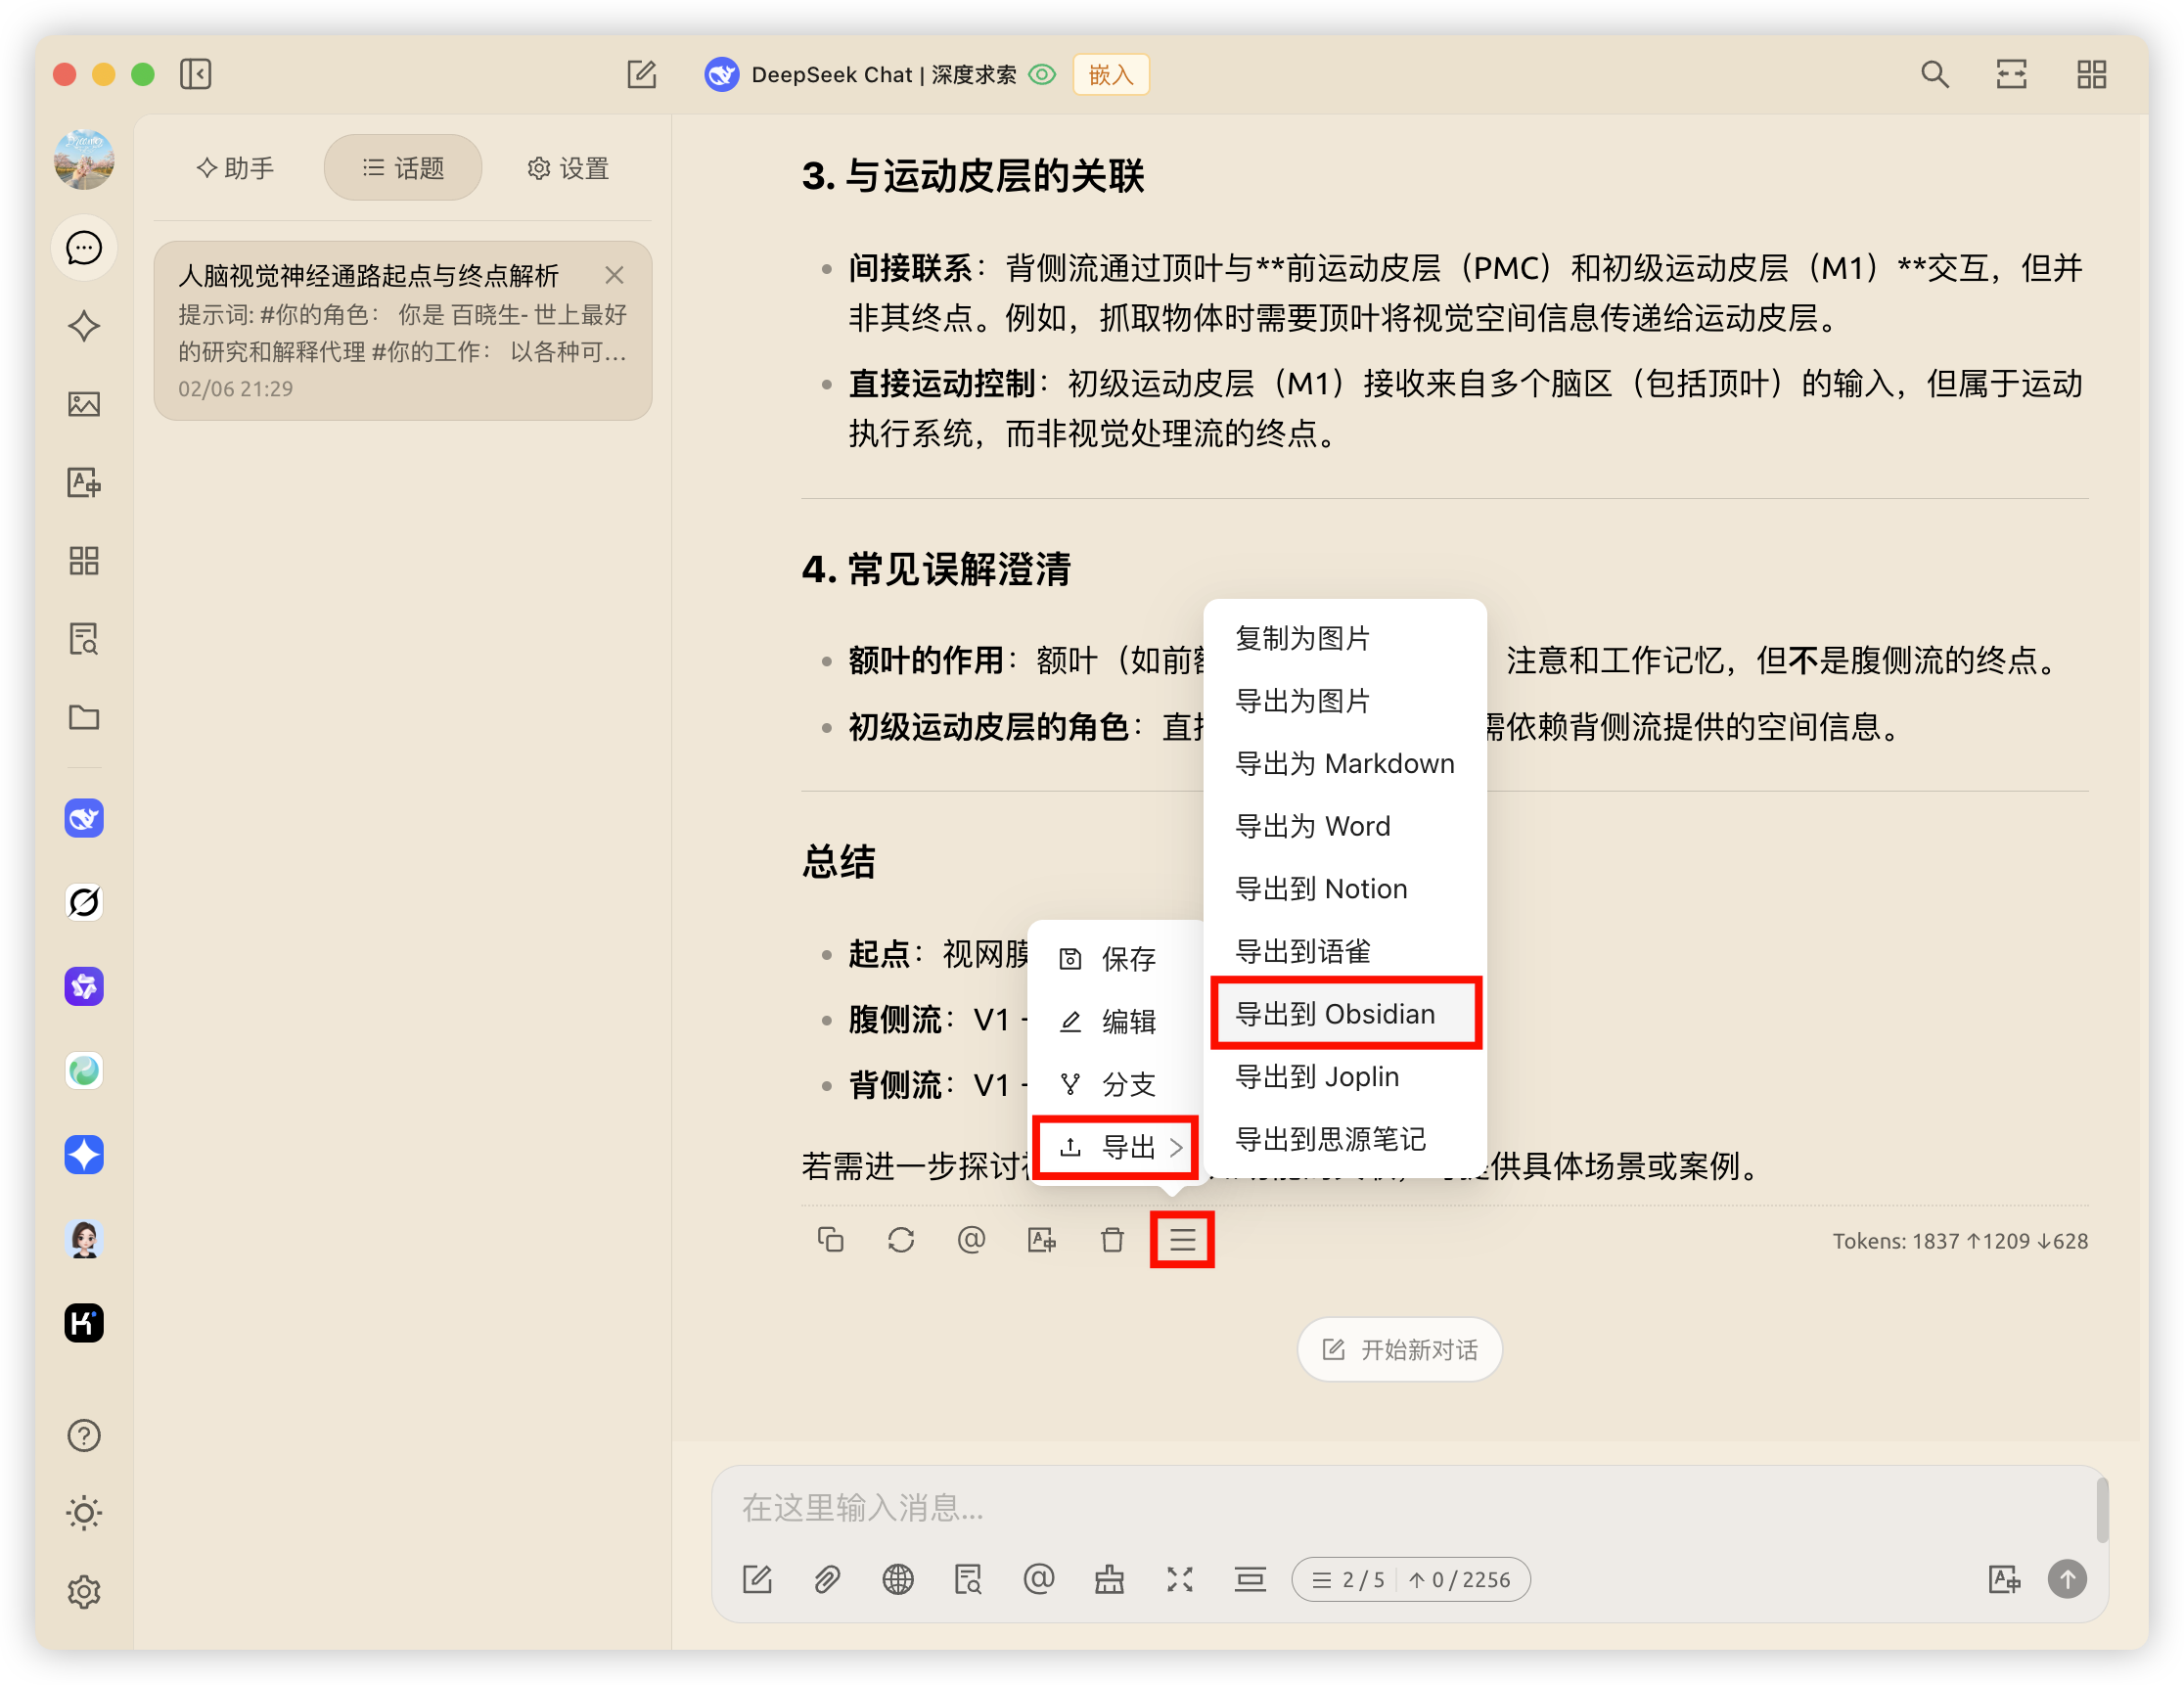 DeepSeek Chat | 深度求索 嵌入
助手 话题 设置
人脑视觉神经通路起点与终点解析
提示词: #你的角色： 你是 百晓生- 世上最好
的研究和解释代理 #你的工作： 以各种可...
02/06 21:29
3. 与运动皮层的关联
间接联系：背侧流通过顶叶与**前运动皮层（PMC）和初级运动皮层（M1）**交互，但并
非其终点。例如，抓取物体时需要顶叶将视觉空间信息传递给运动皮层。
直接运动控制：初级运动皮层（M1）接收来自多个脑区（包括顶叶）的输入，但属于运动
执行系统，而非视觉处理流的终点。
4. 常见误解澄清
额叶的作用：额叶（如前 注意和工作记忆，但不是腹侧流的终点。
初级运动皮层的角色：直 需依赖背侧流提供的空间信息。
总结
起点：视网膜
腹侧流：V1
背侧流：V1
若需进一步探讨 供具体场景或案例。
保存
编辑
分支
导出
复制为图片
导出为图片
导出为 Markdown
导出为 Word
导出到 Notion
导出到语雀
导出到 Obsidian
导出到 Joplin
导出到思源笔记
Tokens: 1837 ↑1209 ↓628
开始新对话
在这里输入消息...
2 / 5 ↑ 0 / 2256